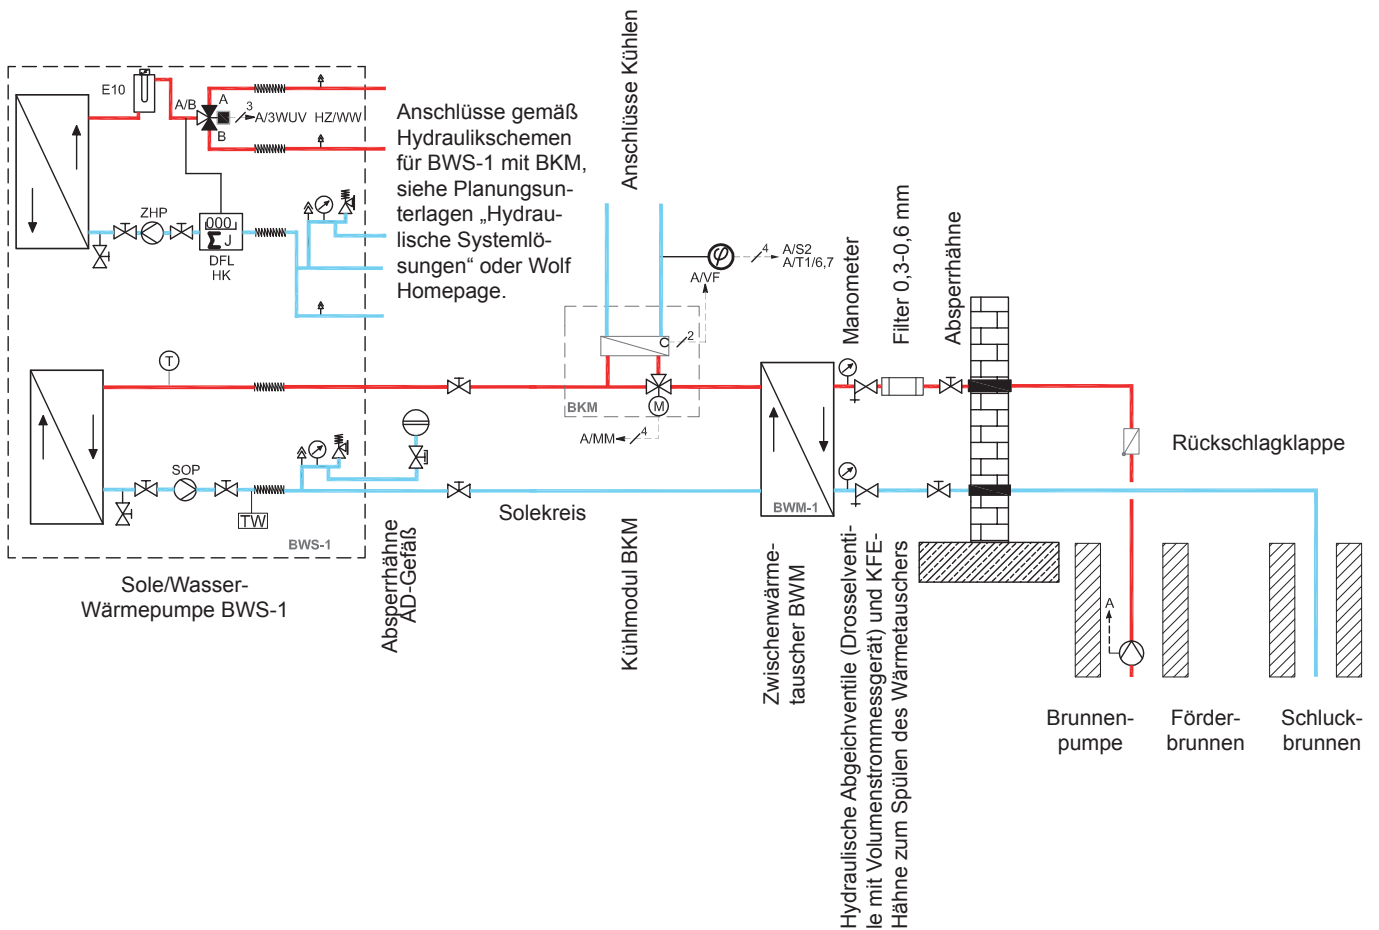 E10
A/B
A
B
3
A/3WUV HZ/WW
ZHP
000
J
Σ J
DFL
HK
Anschlüsse gemäß
Hydraulikschemen
für BWS-1 mit BKM,
siehe Planungsun-
terlagen „Hydrau-
lische Systemlö-
sungen“ oder Wolf
Homepage.
Anschlüsse Kühlen
φ
4
A/S2
A/T1/6,7
A/VF
C
2
BKM
M
4
A/MM
T
SOP
TW
BWS-1
Sole/Wasser-
Wärmepumpe BWS-1
Absperrhähne
AD-Gefäß
Solekreis
Kühlmodul BKM
BWM-1
Zwischenwärme-
tauscher BWM
Manometer
Filter 0,3-0,6 mm
Absperrhähne
Hydraulische Abgeichventile (Drosselventi-
le mit Volumenstrommessgerät) und KFE-
Hähne zum Spülen des Wärmetauschers
Rückschlagklappe
A
Brunnen-
pumpe
Förder-
brunnen
Schluck-
brunnen